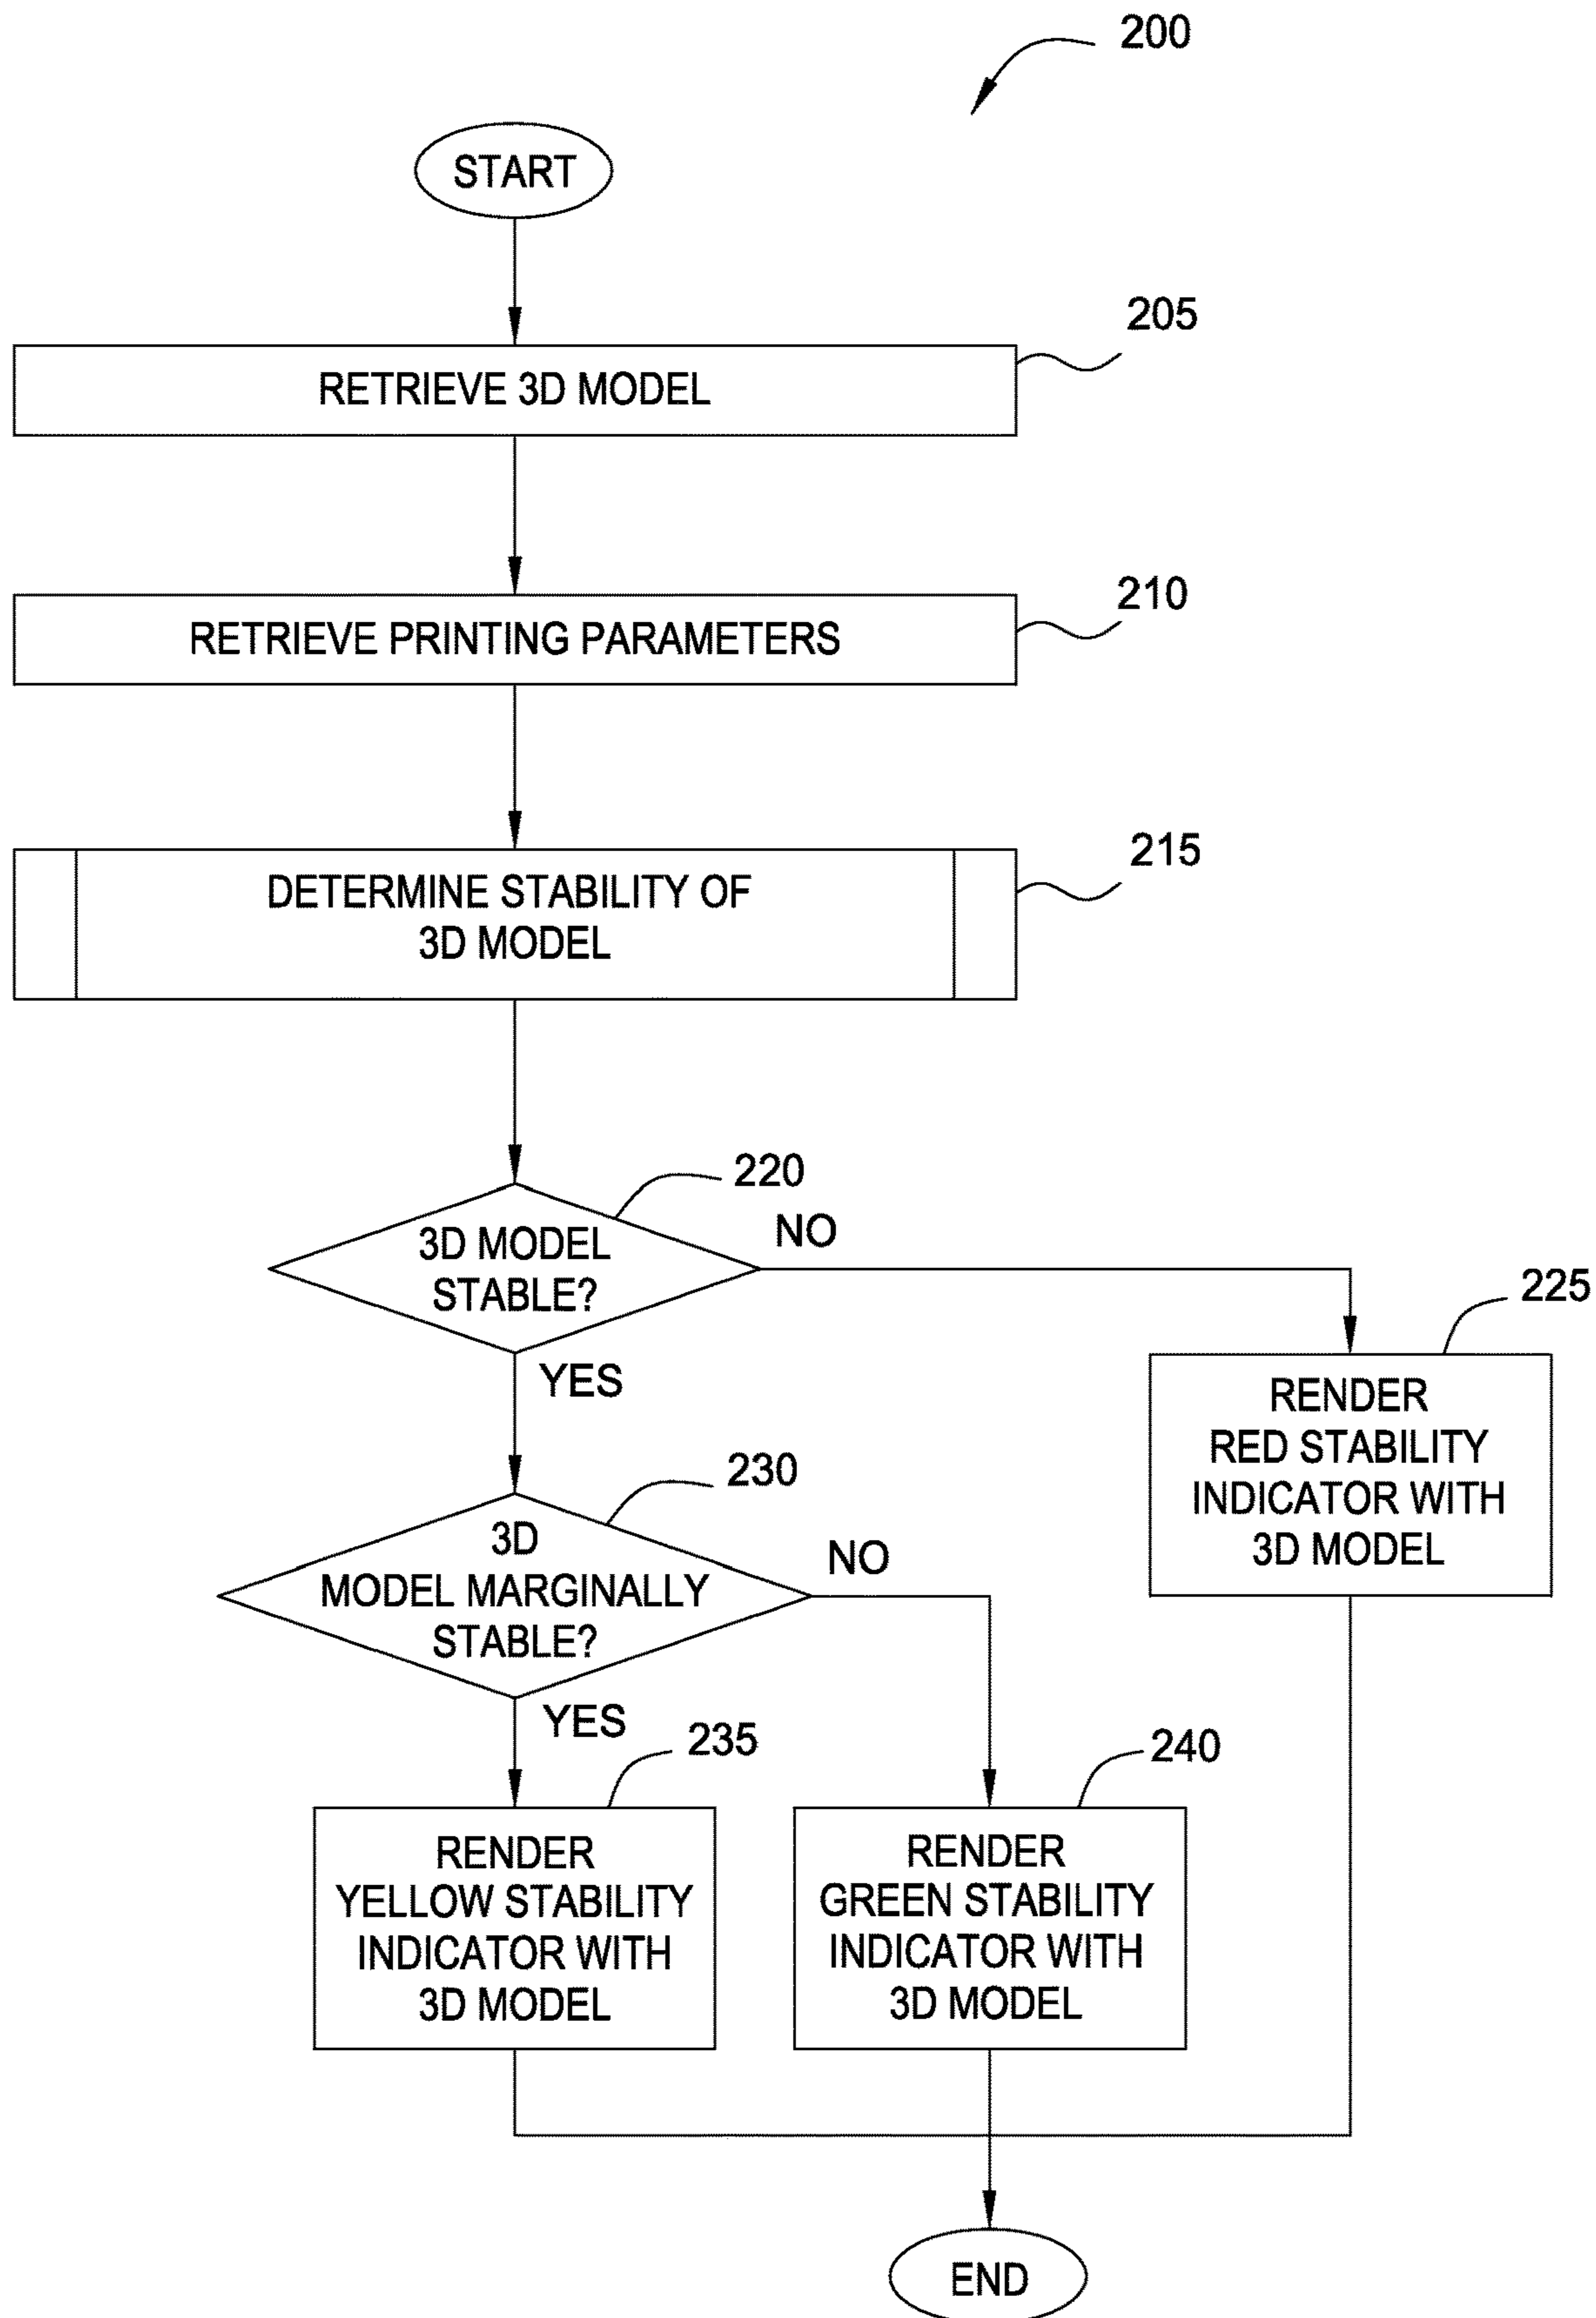 200
START
205
RETRIEVE 3D MODEL
210
RETRIEVE PRINTING PARAMETERS
215
DETERMINE STABILITY OF
3D MODEL
220
3D MODEL
STABLE?
NO
YES
225
RENDER
RED STABILITY
INDICATOR WITH
3D MODEL
230
3D
MODEL MARGINALLY
STABLE?
NO
YES
235
RENDER
YELLOW STABILITY
INDICATOR WITH
3D MODEL
240
RENDER
GREEN STABILITY
INDICATOR WITH
3D MODEL
END